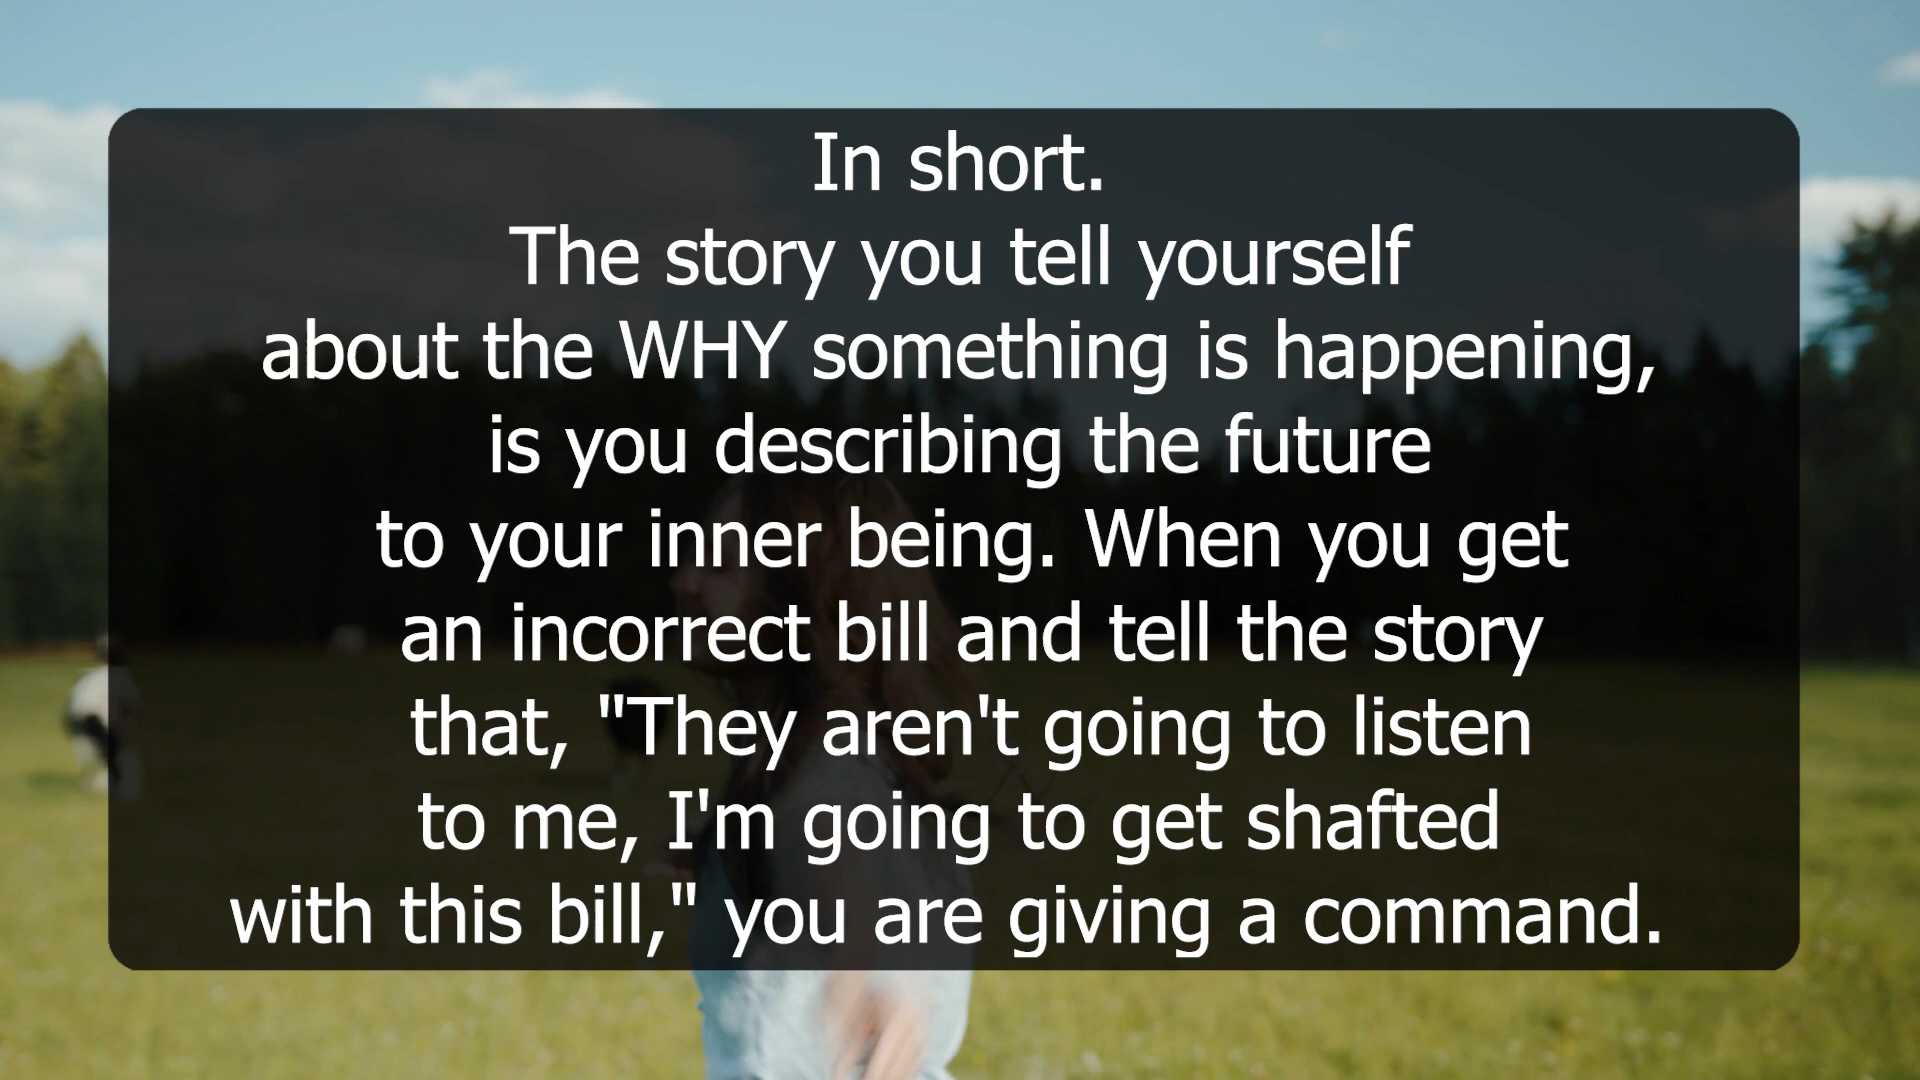 In short.
The story you tell yourself
about the WHY something is happening,
is you describing the future
to your inner being. When you get
an incorrect bill and tell the story
that, "They aren't going to listen
to me, I'm going to get shafted
with this bill," you are giving a command.